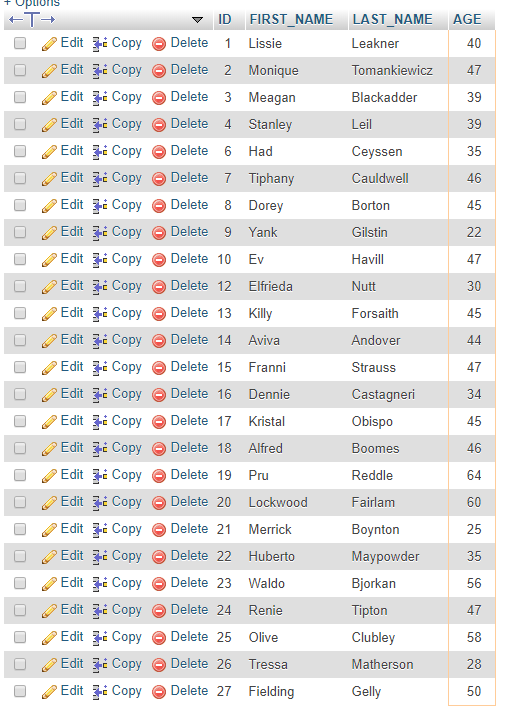 + Options
ID FIRST_NAME LAST_NAME AGE
Edit Copy Delete 1 Lissie Leakner 40
Edit Copy Delete 2 Monique Tomankiewicz 47
Edit Copy Delete 3 Meagan Blackadder 39
Edit Copy Delete 4 Stanley Leil 39
Edit Copy Delete 6 Had Ceyssen 35
Edit Copy Delete 7 Tiphany Cauldwell 46
Edit Copy Delete 8 Dorey Borton 45
Edit Copy Delete 9 Yank Gilstin 22
Edit Copy Delete 10 Ev Havill 47
Edit Copy Delete 12 Elfrieda Nutt 30
Edit Copy Delete 13 Killy Forsaith 45
Edit Copy Delete 14 Aviva Andover 44
Edit Copy Delete 15 Franni Strauss 47
Edit Copy Delete 16 Dennie Castagneri 34
Edit Copy Delete 17 Kristal Obispo 45
Edit Copy Delete 18 Alfred Boomes 46
Edit Copy Delete 19 Pru Reddle 64
Edit Copy Delete 20 Lockwood Fairlam 60
Edit Copy Delete 21 Merrick Boynton 25
Edit Copy Delete 22 Huberto Maypowder 35
Edit Copy Delete 23 Waldo Bjorkan 56
Edit Copy Delete 24 Renie Tipton 47
Edit Copy Delete 25 Olive Clubley 58
Edit Copy Delete 26 Tressa Matherson 28
Edit Copy Delete 27 Fielding Gelly 50